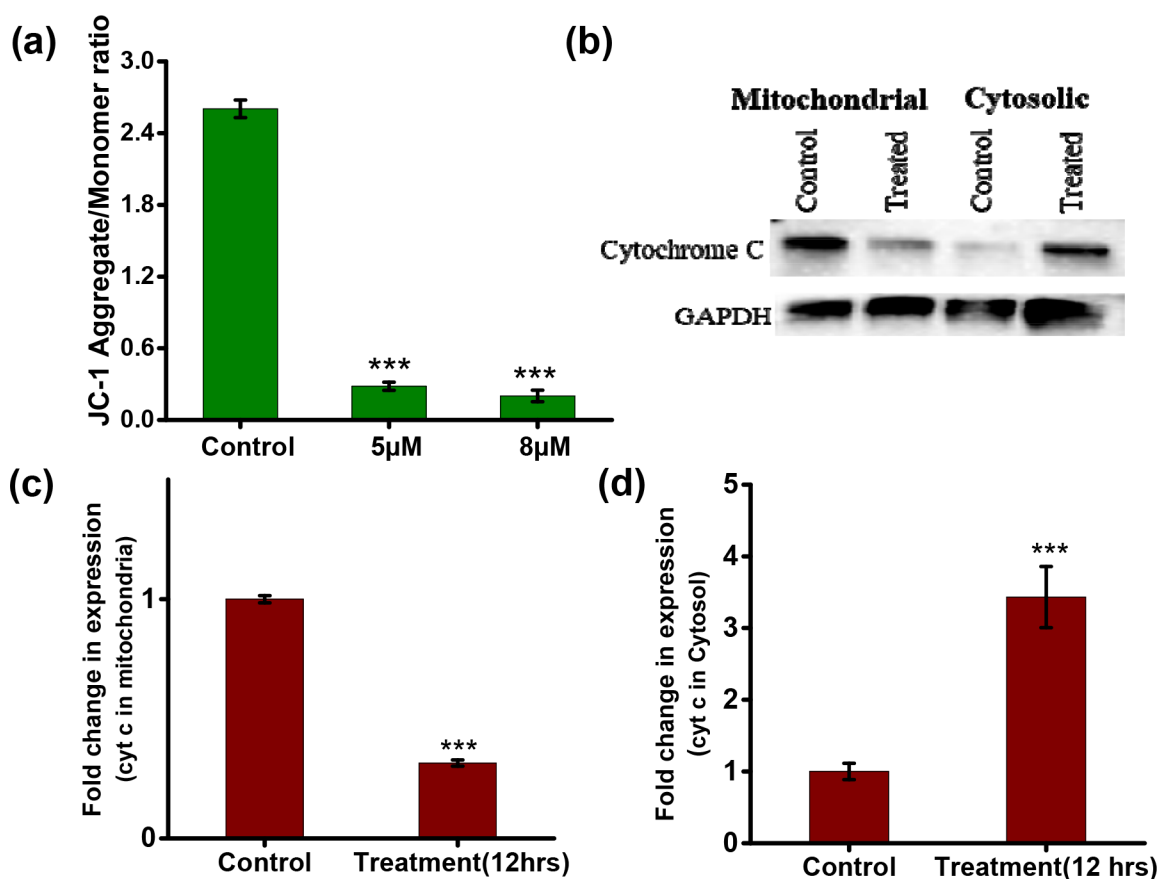 (a)
JC-1 Aggregate/Monomer ratio
3.0
2.4
1.8
1.2
0.6
0.0
***
***
Control
5μM
8μM
(b)
Mitochondrial
Cytosolic
Control
Treated
Control
Treated
Cytochrome C
GAPDH
(c)
Fold change in expression
(cyt c in mitochondria)
1
0
***
Control
Treatment(12hrs)
(d)
Fold change in expression
(cyt c in Cytosol)
5
4
3
2
1
0
***
Control
Treatment(12 hrs)